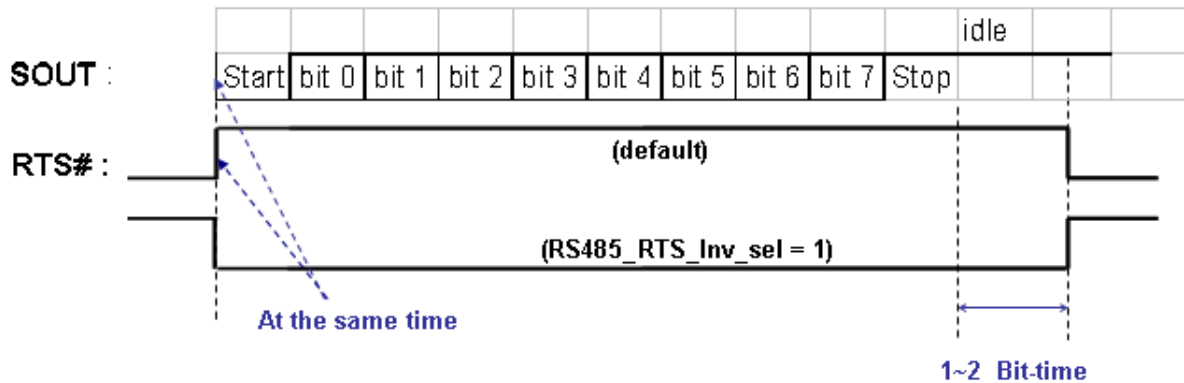 idle
SOUT : Start bit 0 bit 1 bit 2 bit 3 bit 4 bit 5 bit 6 bit 7 Stop
(default)
RTS# :
(RS485_RTS_Inv_sel = 1)
At the same time
1~2 Bit-time